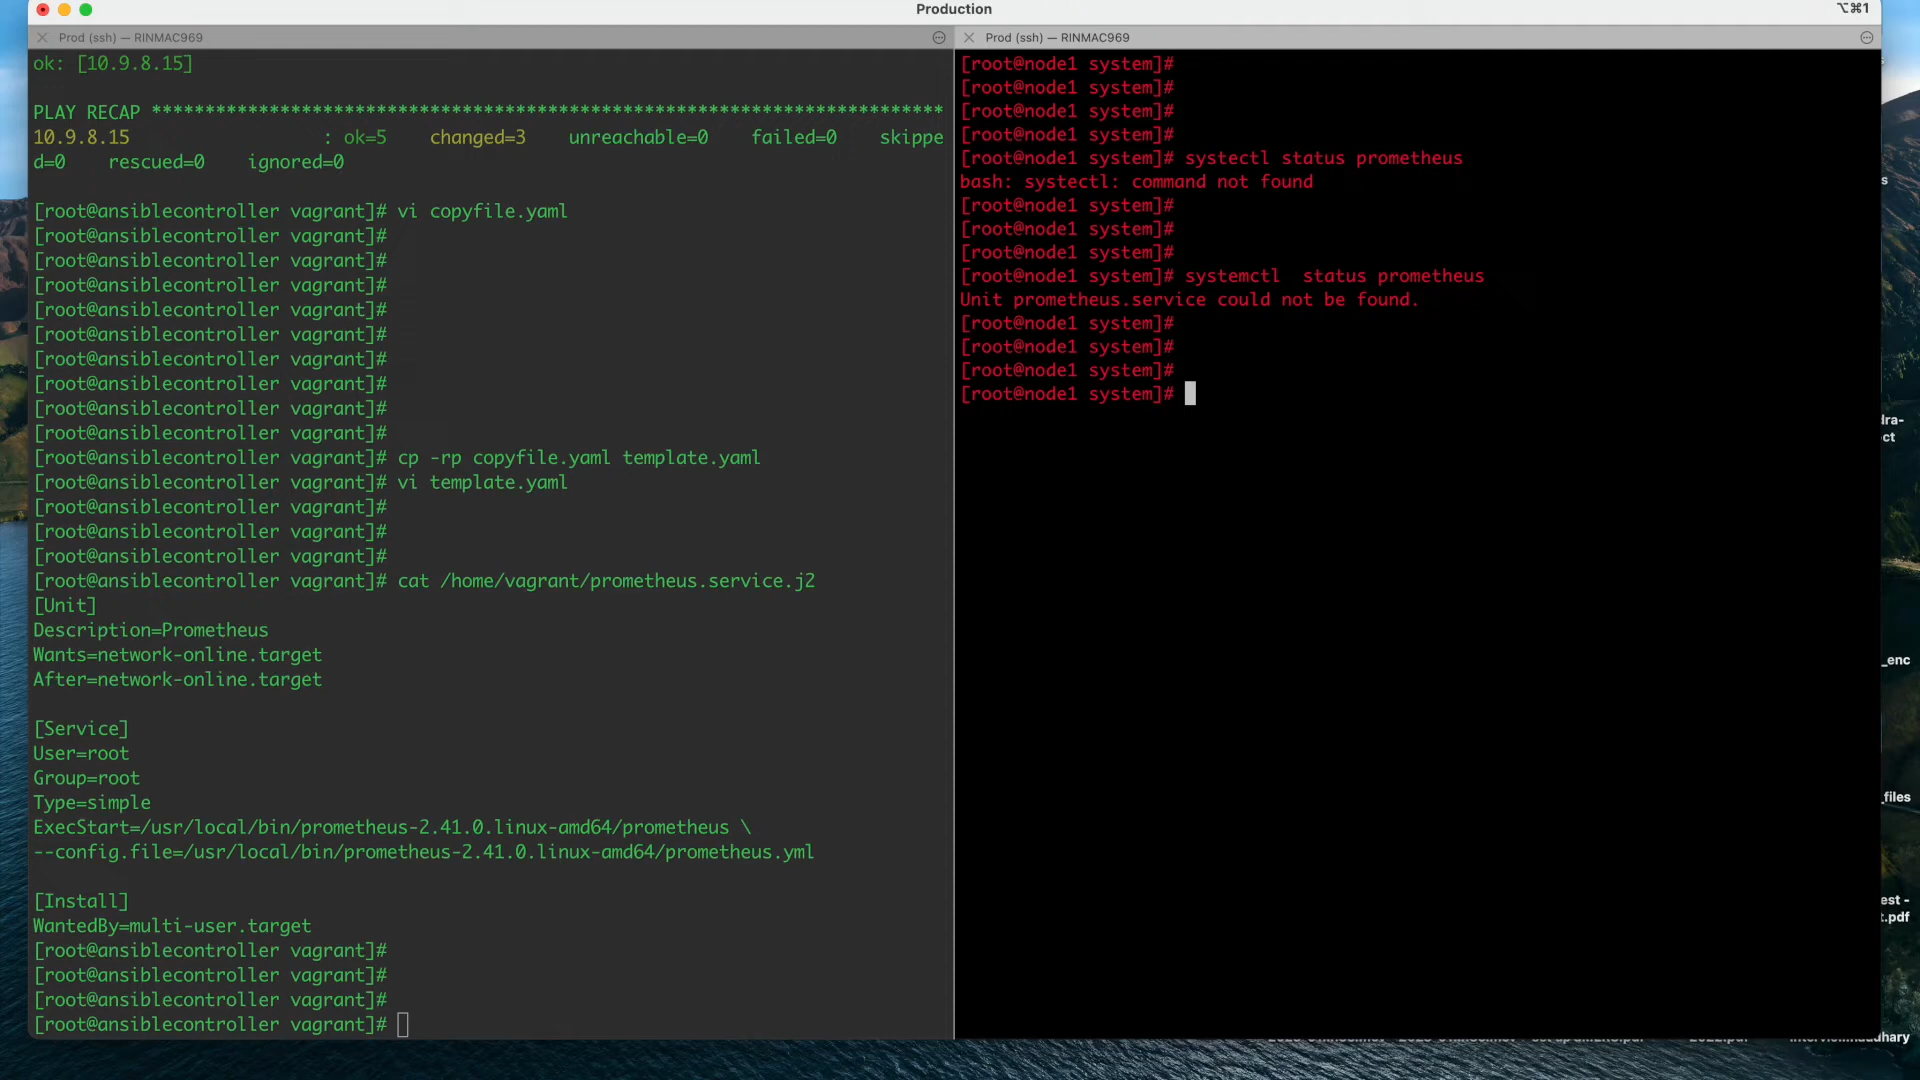 Production
⌥⌘1
Prod (ssh) — RINMAC969
ok: [10.9.8.15]
PLAY RECAP **************************************************************************
10.9.8.15                  : ok=5    changed=3    unreachable=0    failed=0    skippe
d=0    rescued=0    ignored=0
[root@ansiblecontroller vagrant]# vi copyfile.yaml
[root@ansiblecontroller vagrant]#
[root@ansiblecontroller vagrant]#
[root@ansiblecontroller vagrant]#
[root@ansiblecontroller vagrant]#
[root@ansiblecontroller vagrant]#
[root@ansiblecontroller vagrant]#
[root@ansiblecontroller vagrant]#
[root@ansiblecontroller vagrant]#
[root@ansiblecontroller vagrant]#
[root@ansiblecontroller vagrant]# cp -rp copyfile.yaml template.yaml
[root@ansiblecontroller vagrant]# vi template.yaml
[root@ansiblecontroller vagrant]#
[root@ansiblecontroller vagrant]#
[root@ansiblecontroller vagrant]#
[root@ansiblecontroller vagrant]# cat /home/vagrant/prometheus.service.j2
[Unit]
Description=Prometheus
Wants=network-online.target
After=network-online.target
[Service]
User=root
Group=root
Type=simple
ExecStart=/usr/local/bin/prometheus-2.41.0.linux-amd64/prometheus \
--config.file=/usr/local/bin/prometheus-2.41.0.linux-amd64/prometheus.yml
[Install]
WantedBy=multi-user.target
[root@ansiblecontroller vagrant]#
[root@ansiblecontroller vagrant]#
[root@ansiblecontroller vagrant]#
[root@ansiblecontroller vagrant]#
Prod (ssh) — RINMAC969
[root@node1 system]#
[root@node1 system]#
[root@node1 system]#
[root@node1 system]#
[root@node1 system]# systectl status prometheus
bash: systectl: command not found
[root@node1 system]#
[root@node1 system]#
[root@node1 system]#
[root@node1 system]# systemctl  status prometheus
Unit prometheus.service could not be found.
[root@node1 system]#
[root@node1 system]#
[root@node1 system]#
[root@node1 system]#
s
dra-
ect
_enc
_files
est -
t.pdf